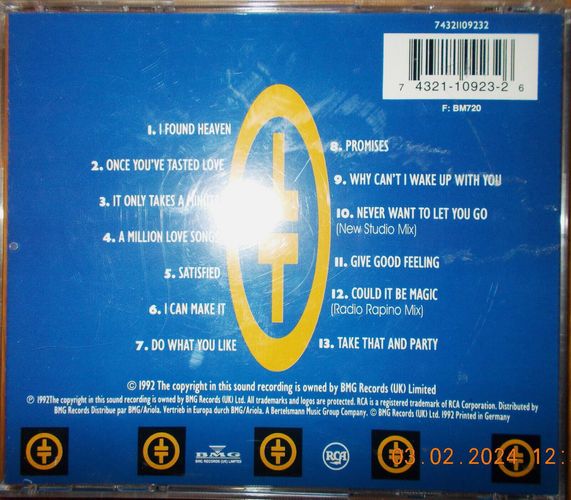 74321109232
7 4321-10923-2 6
F: BM720
1. I FOUND HEAVEN
2. ONCE YOU'VE TASTED LOVE
3. IT ONLY TAKES A MINUTE
4. A MILLION LOVE SONGS
5. SATISFIED
6. I CAN MAKE IT
7. DO WHAT YOU LIKE
8. PROMISES
9. WHY CAN'T I WAKE UP WITH YOU
10. NEVER WANT TO LET YOU GO
(New Studio Mix)
11. GIVE GOOD FEELING
12. COULD IT BE MAGIC
(Radio Rapino Mix)
13. TAKE THAT AND PARTY
© 1992 The copyright in this sound recording is owned by BMG Records (UK) Limited
℗ 1992The copyright in this sound recording is owned by BMG Records (UK) Ltd. All trademarks and logos are protected. RCA is a registered trademark of RCA Corporation. Distributed by
BMG Records Distribue par BMG/Ariola. Vertrieb in Europa durch BMG/Ariola. A Bertelsmann Music Group Company. © BMG Records (UK) Ltd. 1992 Printed in Germany
BMG
BMG RECORDS (UK) LIMITED
RCA
03.02.2024 12: